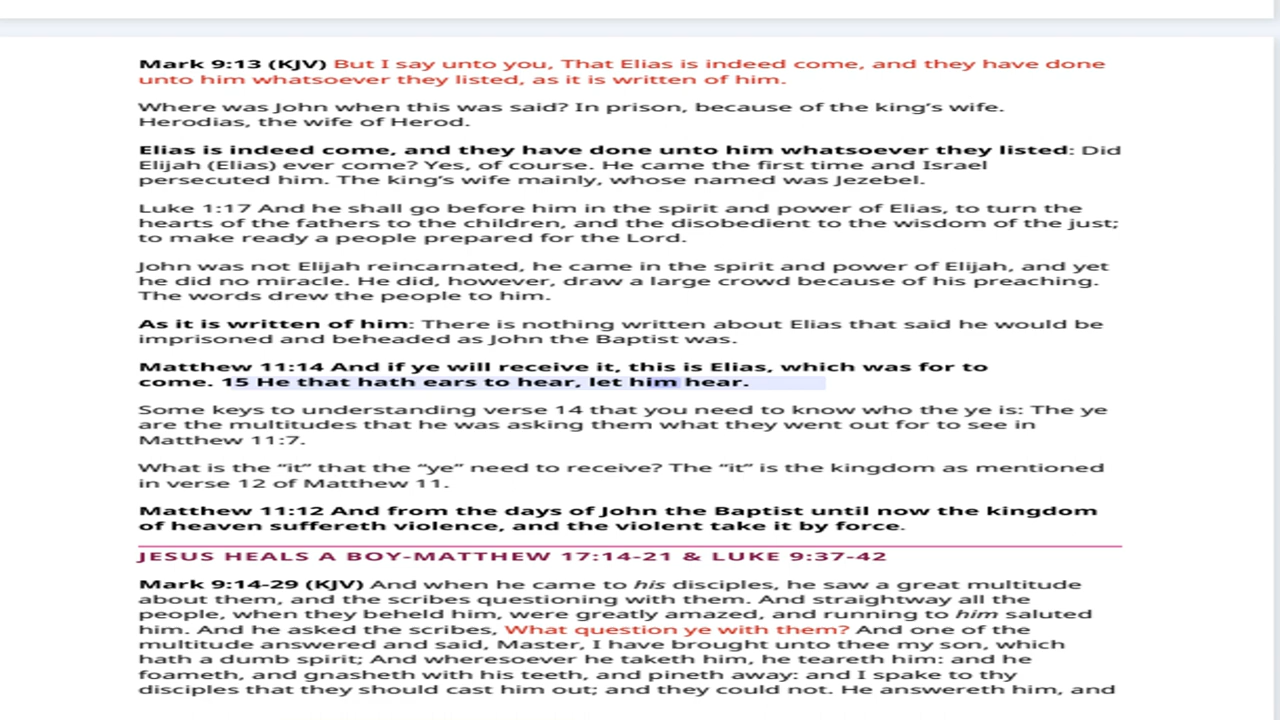 Mark 9:13 (KJV) But I say unto you, That Elias is indeed come, and they have done
unto him whatsoever they listed, as it is written of him.
Where was John when this was said? In prison, because of the king's wife.
Herodias, the wife of Herod.
Elias is indeed come, and they have done unto him whatsoever they listed: Did
Elijah (Elias) ever come? Yes, of course. He came the first time and Israel
persecuted him. The king's wife mainly, whose named was Jezebel.
Luke 1:17 And he shall go before him in the spirit and power of Elias, to turn the
hearts of the fathers to the children, and the disobedient to the wisdom of the just;
to make ready a people prepared for the Lord.
John was not Elijah reincarnated, he came in the spirit and power of Elijah, and yet
he did no miracle. He did, however, draw a large crowd because of his preaching.
The words drew the people to him.
As it is written of him: There is nothing written about Elias that said he would be
imprisoned and beheaded as John the Baptist was.
Matthew 11:14 And if ye will receive it, this is Elias, which was for to
come. 15 He that hath ears to hear, let him hear.
Some keys to understanding verse 14 that you need to know who the ye is: The ye
are the multitudes that he was asking them what they went out for to see in
Matthew 11:7.
What is the “it” that the “ye” need to receive? The “it” is the kingdom as mentioned
in verse 12 of Matthew 11.
Matthew 11:12 And from the days of John the Baptist until now the kingdom
of heaven suffereth violence, and the violent take it by force.
JESUS HEALS A BOY-MATTHEW 17:14-21 & LUKE 9:37-42
Mark 9:14-29 (KJV) And when he came to his disciples, he saw a great multitude
about them, and the scribes questioning with them. And straightway all the
people, when they beheld him, were greatly amazed, and running to him saluted
him. And he asked the scribes, What question ye with them? And one of the
multitude answered and said, Master, I have brought unto thee my son, which
hath a dumb spirit; And wheresoever he taketh him, he teareth him: and he
foameth, and gnasheth with his teeth, and pineth away: and I spake to thy
disciples that they should cast him out; and they could not. He answereth him, and